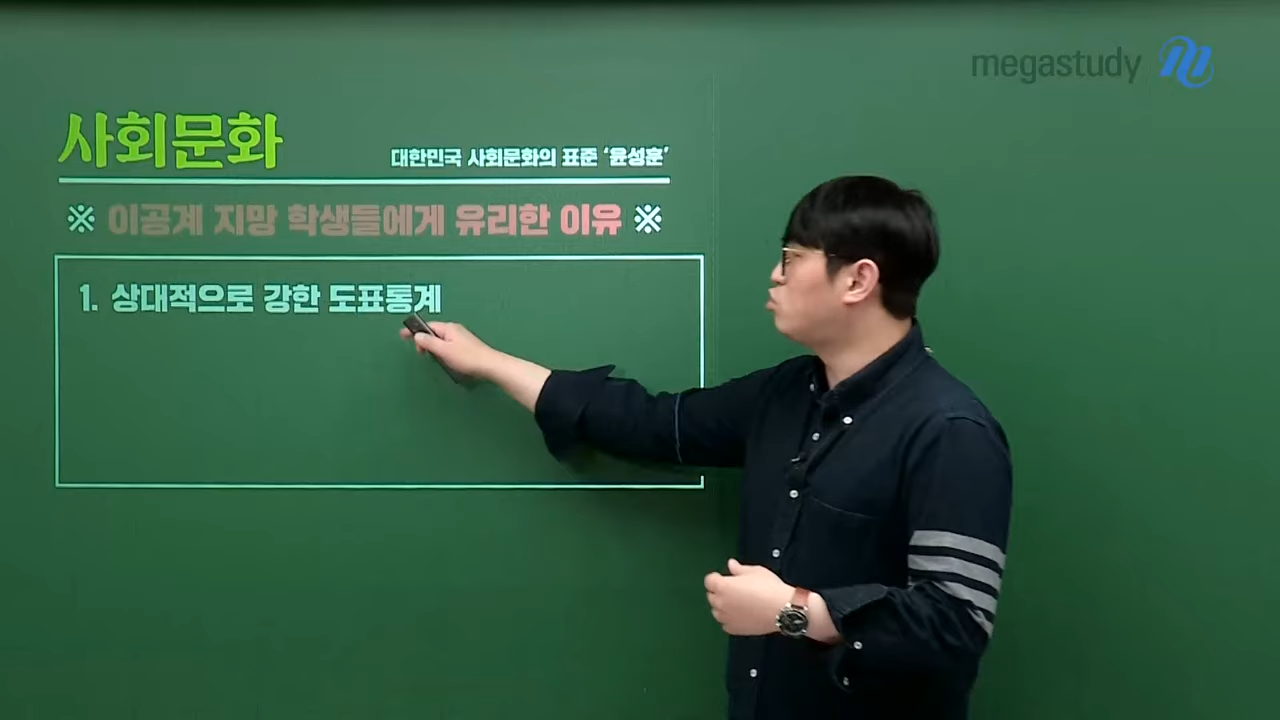 megastudy
사회문화
대한민국 사회문화의 표준 ‘윤성훈’
※ 이공계 지망 학생들에게 유리한 이유 ※
1. 상대적으로 강한 도표통계